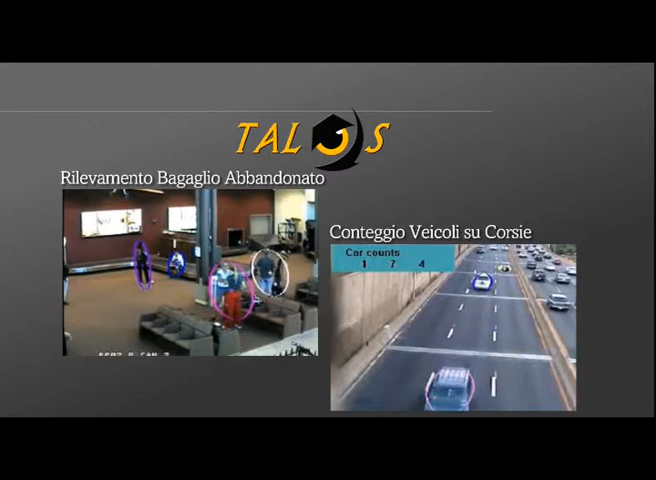 TALOS
Rilevamento Bagaglio Abbandonato
Conteggio Veicoli su Corsie
Car counts
1 7 4